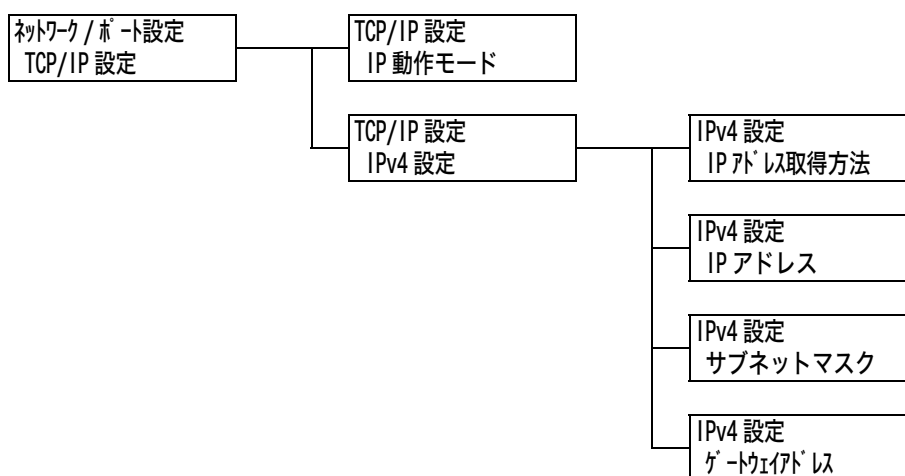 ﾈｯﾄﾜｰｸ / ﾎﾟｰﾄ設定
TCP/IP 設定
TCP/IP 設定
IP 動作モード
TCP/IP 設定
IPv4 設定
IPv4 設定
IP ｱﾄﾞﾚｽ取得方法
IPv4 設定
IP アドレス
IPv4 設定
サブネットマスク
IPv4 設定
ｹﾞｰﾄｳｪｲｱﾄﾞﾚｽ